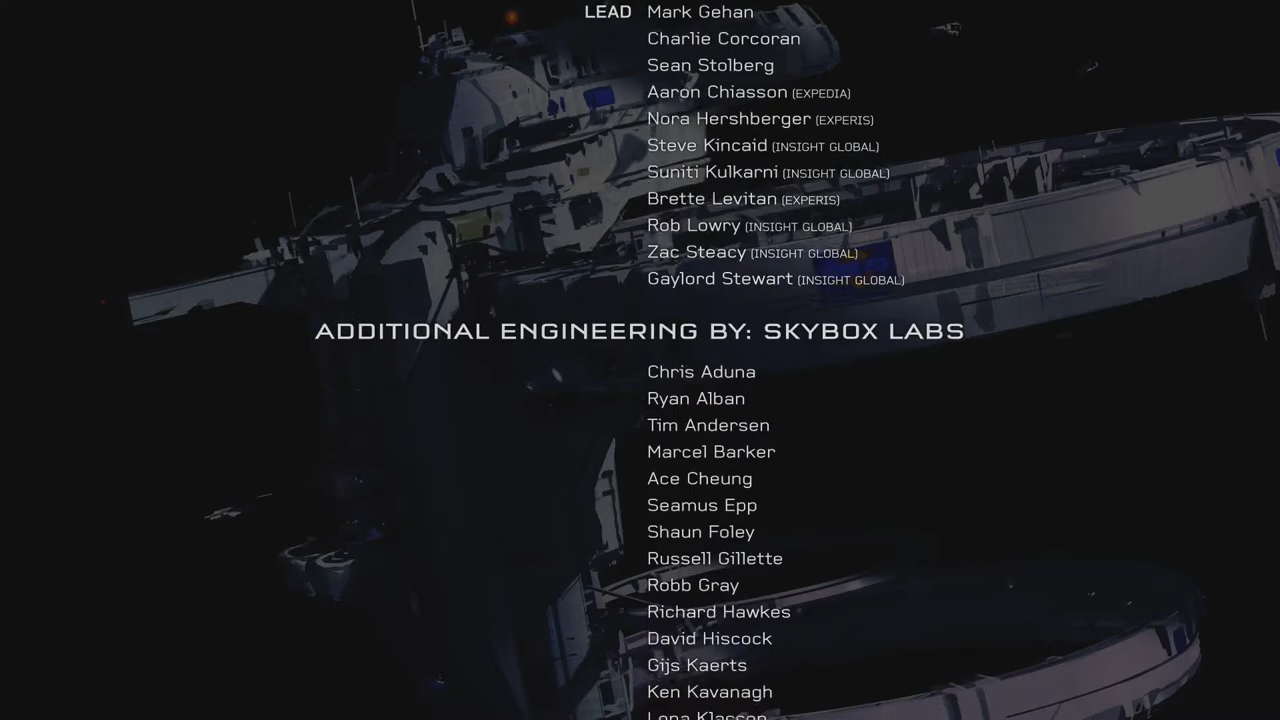 LEAD Mark Gehan
Charlie Corcoran
Sean Stolberg
Aaron Chiasson (EXPEDIA)
Nora Hershberger (EXPERIS)
Steve Kincaid (INSIGHT GLOBAL)
Suniti Kulkarni (INSIGHT GLOBAL)
Brette Levitan (EXPERIS)
Rob Lowry (INSIGHT GLOBAL)
Zac Steacy (INSIGHT GLOBAL)
Gaylord Stewart (INSIGHT GLOBAL)
ADDITIONAL ENGINEERING BY: SKYBOX LABS
Chris Aduna
Ryan Alban
Tim Andersen
Marcel Barker
Ace Cheung
Seamus Epp
Shaun Foley
Russell Gillette
Robb Gray
Richard Hawkes
David Hiscock
Gijs Kaerts
Ken Kavanagh